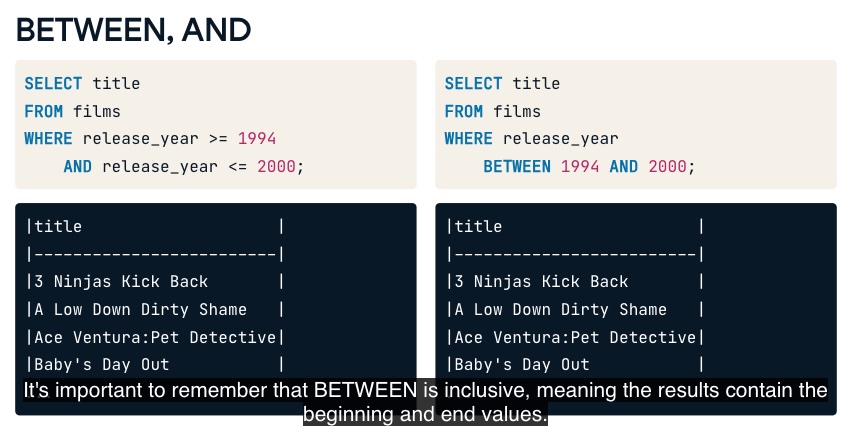 BETWEEN, AND
SELECT title
FROM films
WHERE release_year >= 1994
    AND release_year <= 2000;
|title                    |
|-------------------------|
|3 Ninjas Kick Back       |
|A Low Down Dirty Shame   |
|Ace Ventura:Pet Detective|
|Baby's Day Out           |
SELECT title
FROM films
WHERE release_year
    BETWEEN 1994 AND 2000;
|title                    |
|-------------------------|
|3 Ninjas Kick Back       |
|A Low Down Dirty Shame   |
|Ace Ventura:Pet Detective|
|Baby's Day Out           |
It's important to remember that BETWEEN is inclusive, meaning the results contain the
beginning and end values.